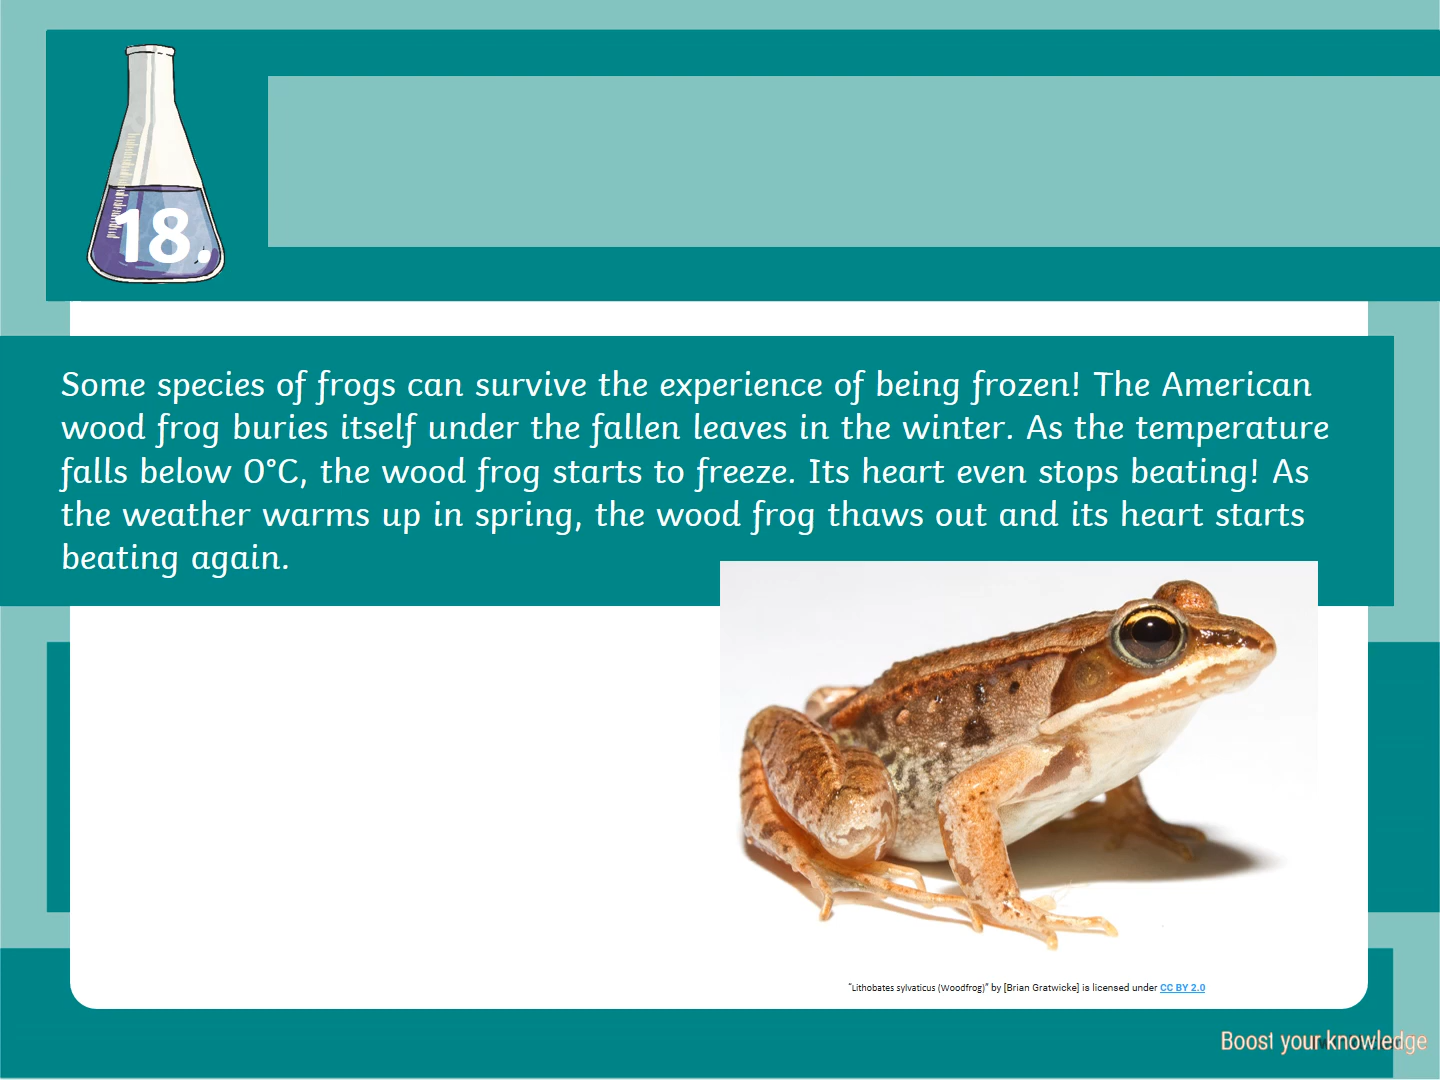 18.
Some species of frogs can survive the experience of being frozen! The American
wood frog buries itself under the fallen leaves in the winter. As the temperature
falls below 0°C, the wood frog starts to freeze. Its heart even stops beating! As
the weather warms up in spring, the wood frog thaws out and its heart starts
beating again.
"Lithobates sylvaticus (Woodfrog)" by [Brian Gratwicke] is licensed under CC BY 2.0
Boost your knowledge